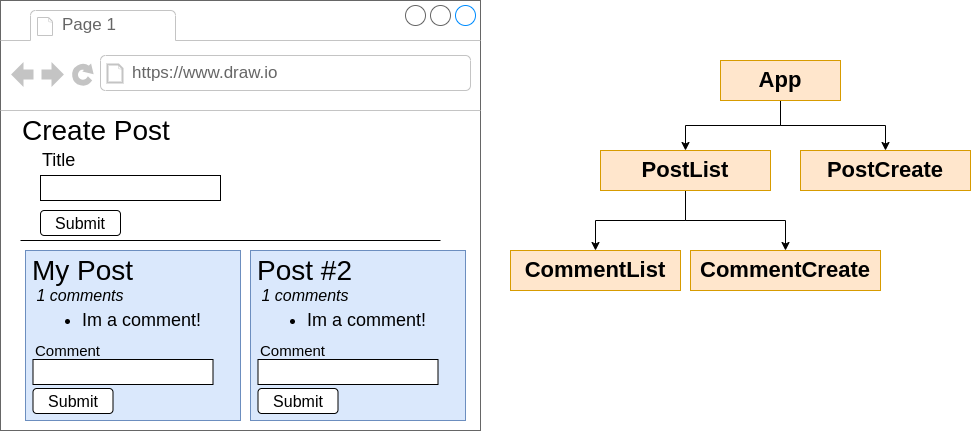 Page 1
https://www.draw.io
Create Post
Title
Submit
My Post
1 comments
• Im a comment!
Comment
Submit
Post #2
1 comments
• Im a comment!
Comment
Submit
App
PostList
PostCreate
CommentList
CommentCreate